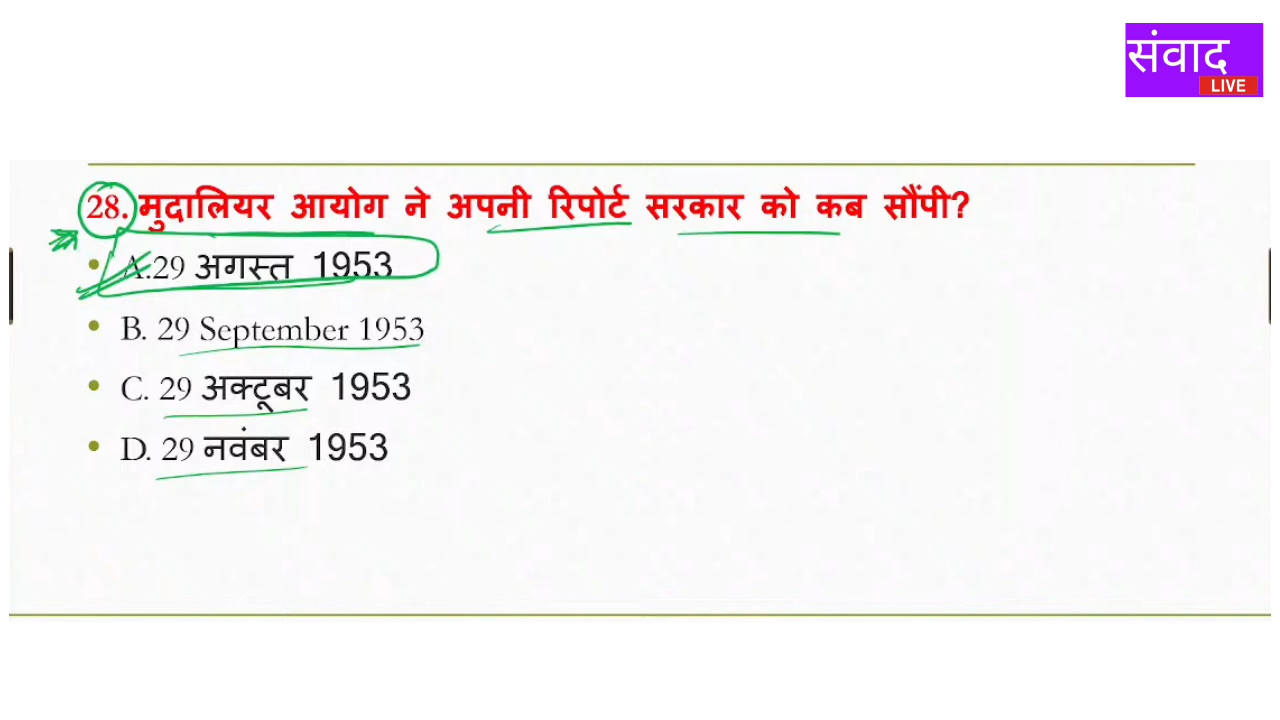 संवाद
LIVE
28. मुदालियर आयोग ने अपनी रिपोर्ट सरकार को कब सौंपी?
• A.29 अगस्त 1953
• B. 29 September 1953
• C. 29 अक्टूबर 1953
• D. 29 नवंबर 1953